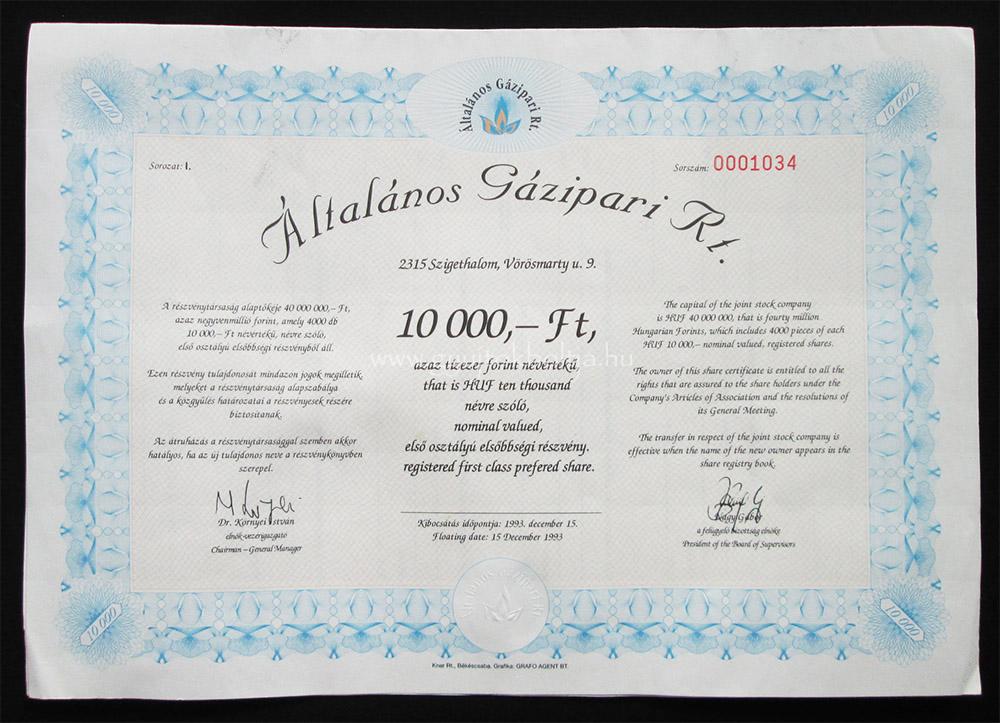 10 000
Általános Gázipari Rt.
10 000
Sorozat: I.
Sorszám: 0001034
Általános Gázipari Rt.
2315 Szigethalom, Vörösmarty u. 9.
A részvénytársaság alaptőkéje 40 000 000,– Ft,
azaz negyvenmillió forint, amely 4000 db
10 000,– Ft névértékű, névre szóló,
első osztályú elsőbbségi részvényből áll.
Ezen részvény tulajdonosát mindazon jogok megilletik,
melyeket a részvénytársaság alapszabálya
és a közgyűlés határozatai a részvényesek részére
biztosítanak.
Az átruházás a részvénytársasággal szemben akkor
hatályos, ha az új tulajdonos neve a részvénykönyvben
szerepel.
10 000,– Ft,
www.gyujtokboltja.hu
azaz tízezer forint névértékű,
that is HUF ten thousand
névre szóló,
nominal valued,
első osztályú elsőbbségi részvény.
registered first class prefered share.
The capital of the joint stock company
is HUF 40 000 000, that is fourty million
Hungarian Forints, which includes 4000 pieces of each
HUF 10 000,– nominal valued, registered shares.
The owner of this share certificate is entitled to all the
rights that are assured to the share holders under the
Company's Articles of Association and the resolutions of
its General Meeting.
The transfer in respect of the joint stock company is
effective when the name of the new owner appears in the
share registry book.
Dr. Környei István
elnök-vezérigazgató
Chairman – General Manager
Kibocsátás időpontja: 1993. december 15.
Floating date: 15 December 1993
Nagy Gábor
a felügyelő bizottság elnöke
President of the Board of Supervisors
10 000
Általános Gázipari Rt.
10 000
Kner Rt., Békéscsaba. Grafika: GRAFO AGENT BT.